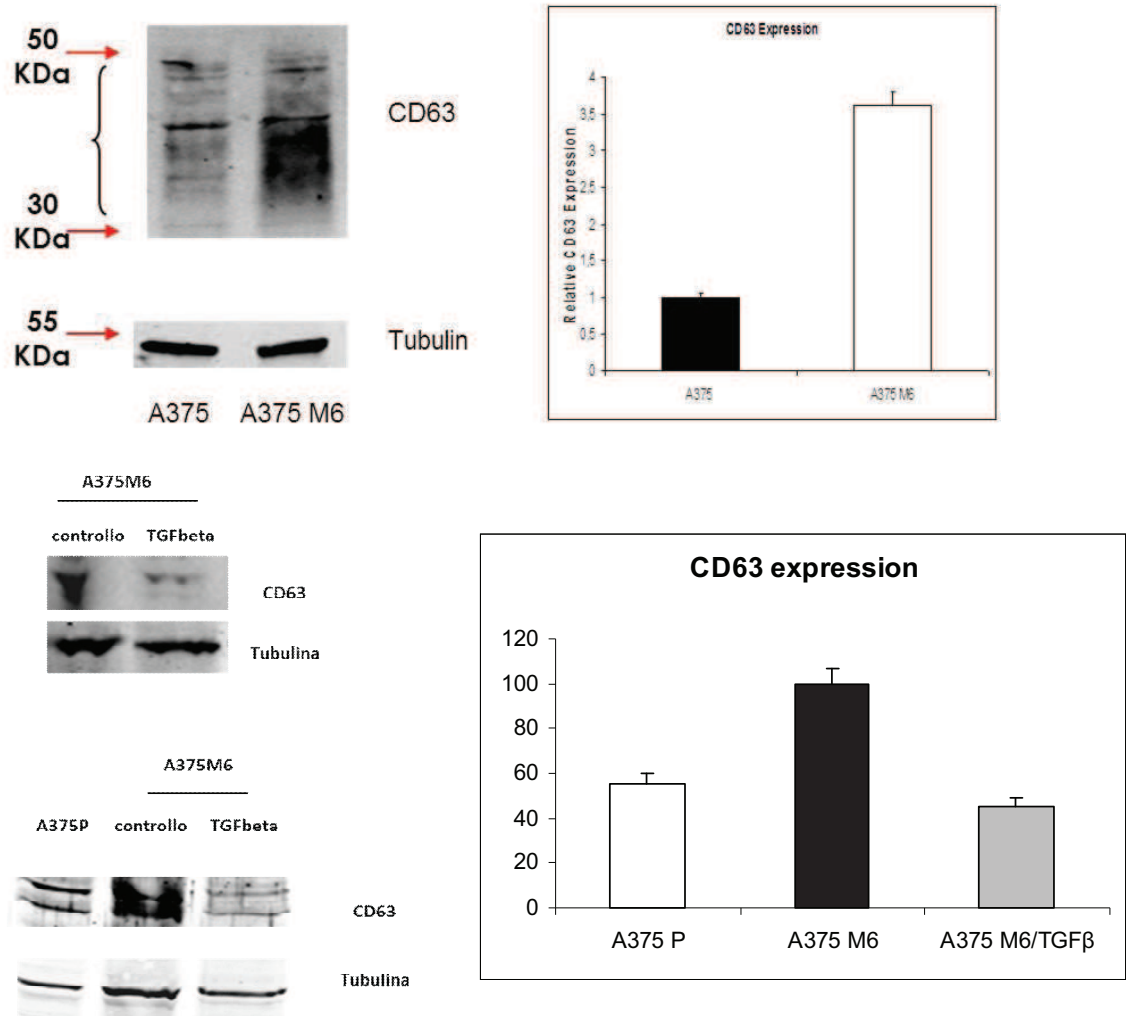 50
KDa
CD63
30
KDa
55
KDa
Tubulin
A375 A375 M6
CD63 Expression
Relative CD63 Expression
4
3,5
3
2,5
2
1,5
1
0,5
0
A375 A375 M6
A375M6
controllo TGFbeta
CD63
Tubulina
A375M6
A375P controllo TGFbeta
CD63
Tubulina
CD63 expression
120
100
80
60
40
20
0
A375 P A375 M6 A375 M6/TGFβ